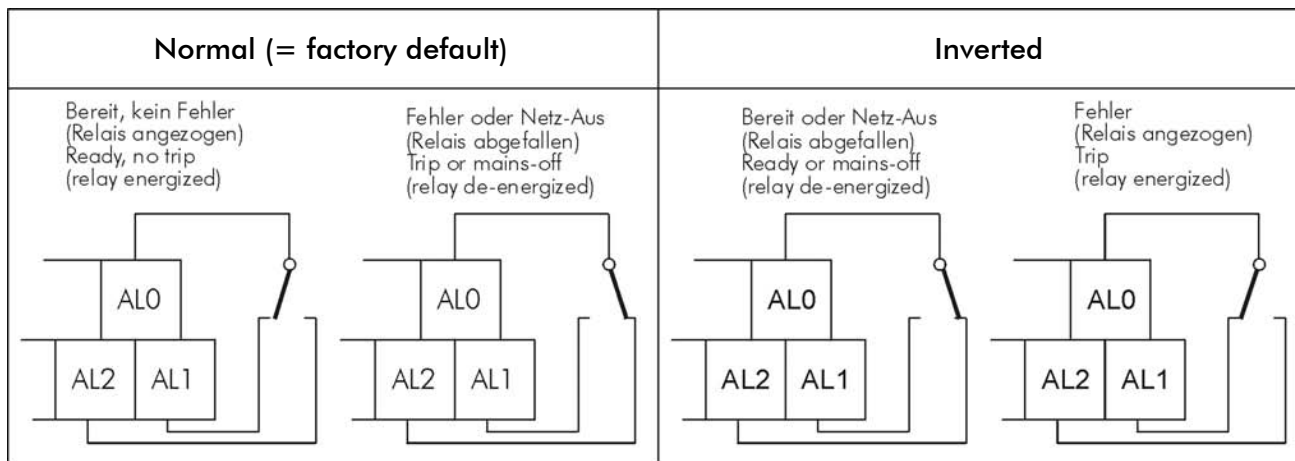 Normal (= factory default)
Inverted
Bereit, kein Fehler
(Relais angezogen)
Ready, no trip
(relay energized)
Fehler oder Netz-Aus
(Relais abgefallen)
Trip or mains-off
(relay de-energized)
Bereit oder Netz-Aus
(Relais abgefallen)
Ready or mains-off
(relay de-energized)
Fehler
(Relais angezogen)
Trip
(relay energized)
AL0
AL2 AL1
AL0
AL2 AL1
AL0
AL2 AL1
AL0
AL2 AL1